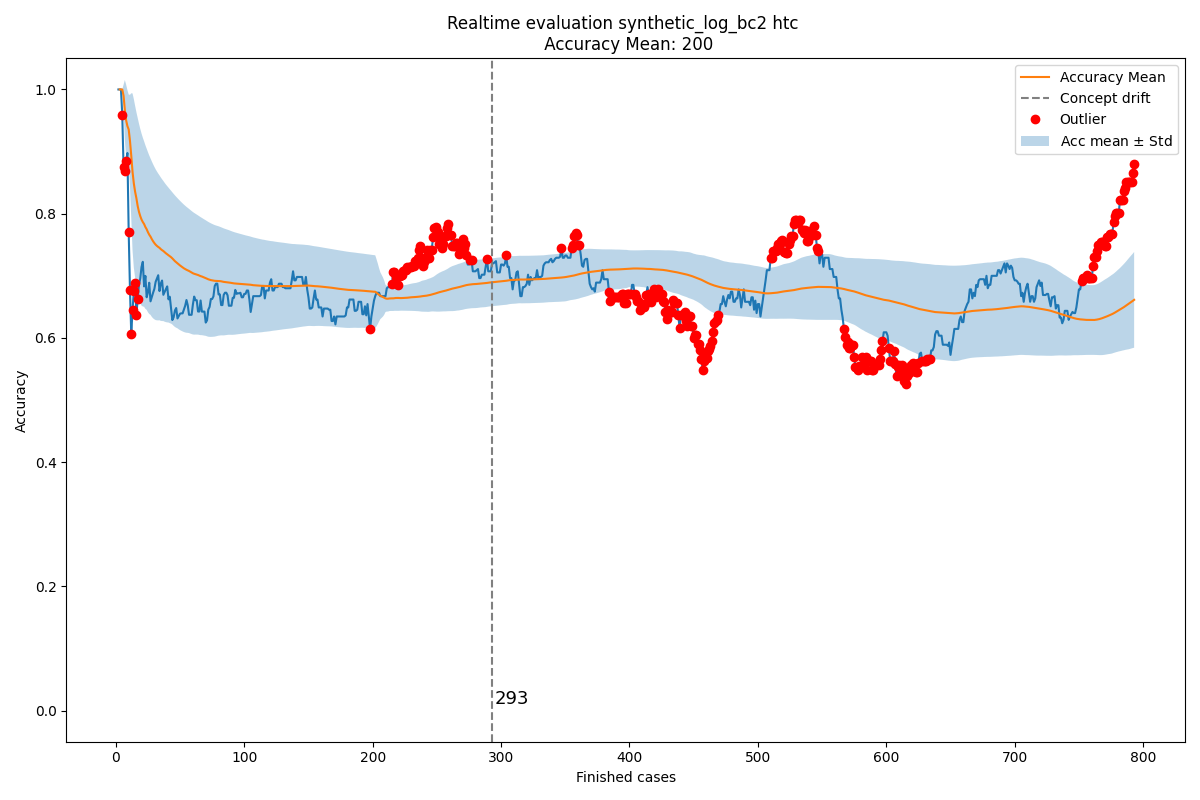 Realtime evaluation synthetic_log_bc2 htc
Accuracy Mean: 200
Accuracy Mean
Concept drift
Outlier
Acc mean ± Std
1.0
0.8
0.6
0.4
0.2
0.0
Accuracy
293
0 100 200 300 400 500 600 700 800
Finished cases